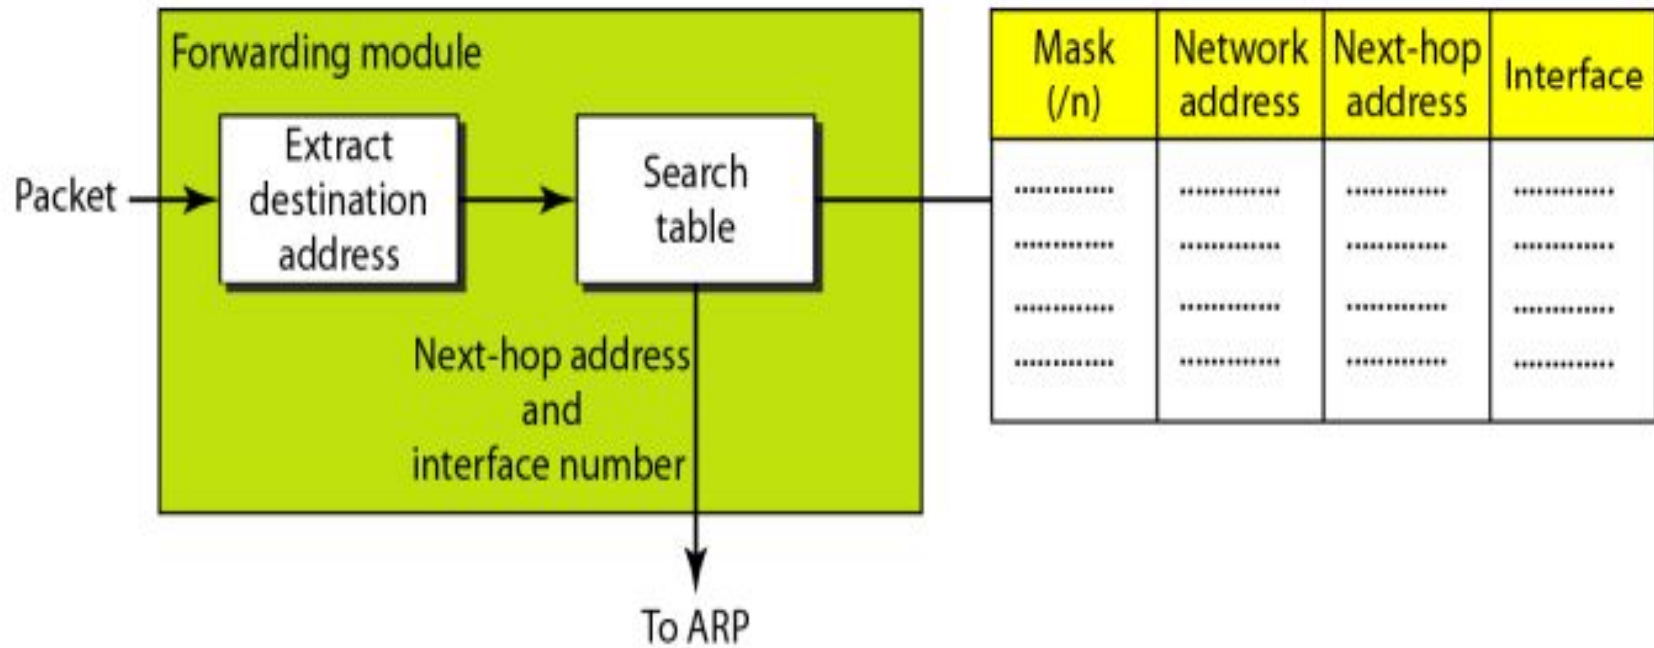 Forwarding module
Packet
Extract
destination
address
Search
table
Next-hop address
and
interface number
To ARP
Mask
(/n)
Network
address
Next-hop
address
Interface